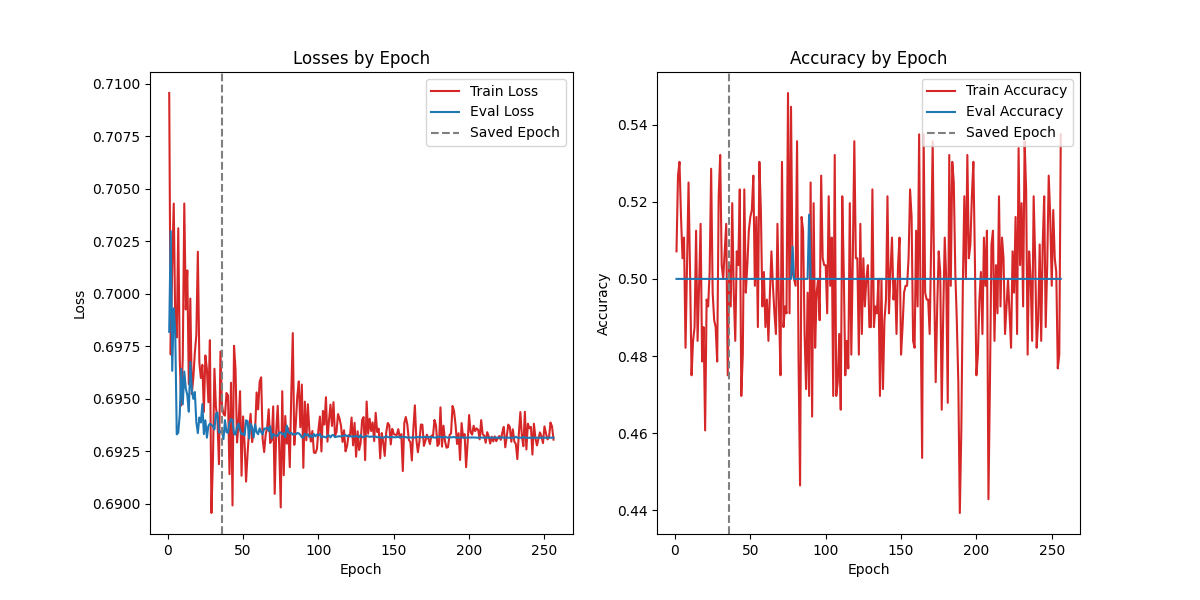 Losses by Epoch
0.7100
0.7075
0.7050
0.7025
0.7000
0.6975
0.6950
0.6925
0.6900
Loss
0 50 100 150 200 250
Epoch
Train Loss
Eval Loss
Saved Epoch
Accuracy by Epoch
0.54
0.52
0.50
0.48
0.46
0.44
Accuracy
0 50 100 150 200 250
Epoch
Train Accuracy
Eval Accuracy
Saved Epoch